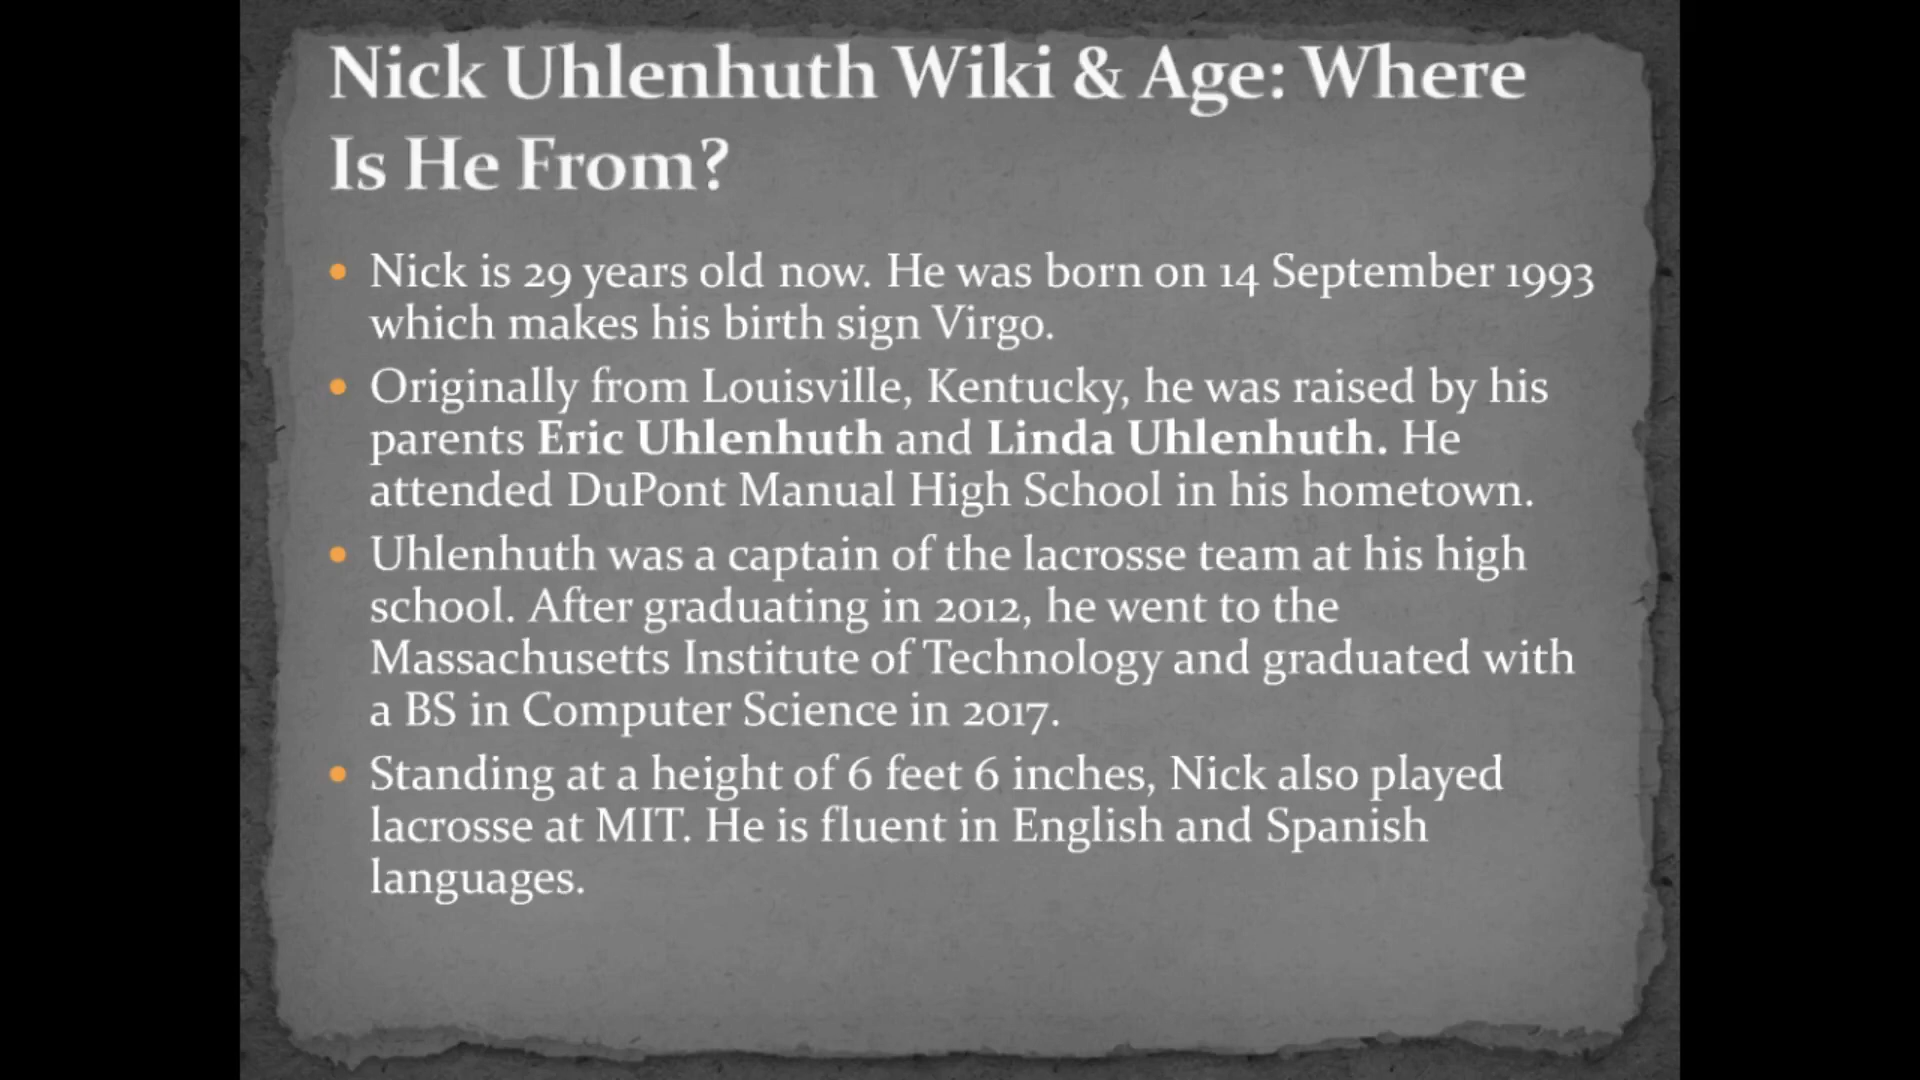 Nick Uhlenhuth Wiki & Age: Where
Is He From?
• Nick is 29 years old now. He was born on 14 September 1993
which makes his birth sign Virgo.
• Originally from Louisville, Kentucky, he was raised by his
parents Eric Uhlenhuth and Linda Uhlenhuth. He
attended DuPont Manual High School in his hometown.
• Uhlenhuth was a captain of the lacrosse team at his high
school. After graduating in 2012, he went to the
Massachusetts Institute of Technology and graduated with
a BS in Computer Science in 2017.
• Standing at a height of 6 feet 6 inches, Nick also played
lacrosse at MIT. He is fluent in English and Spanish
languages.